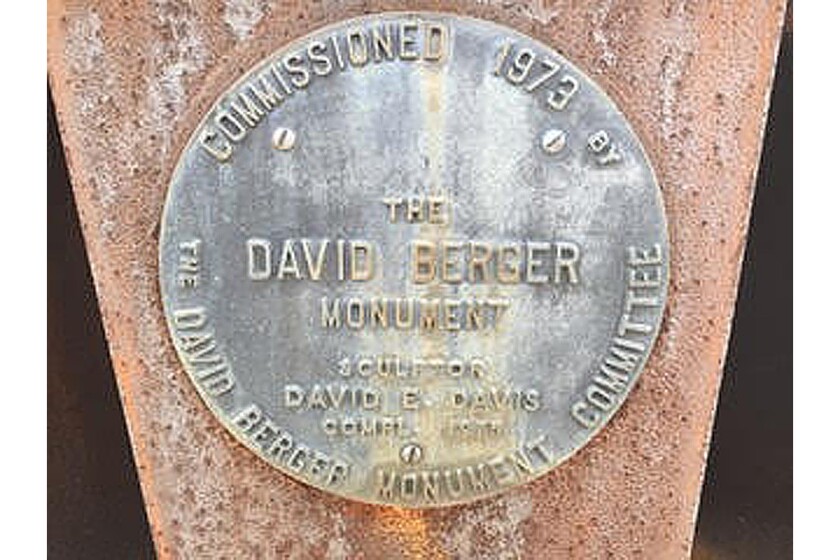 COMMISSIONED 1973 BY
THE DAVID BERGER MONUMENT COMMITTEE
THE
DAVID BERGER
MONUMENT
SCULPTOR
DAVID E. DAVIS
COMPL.